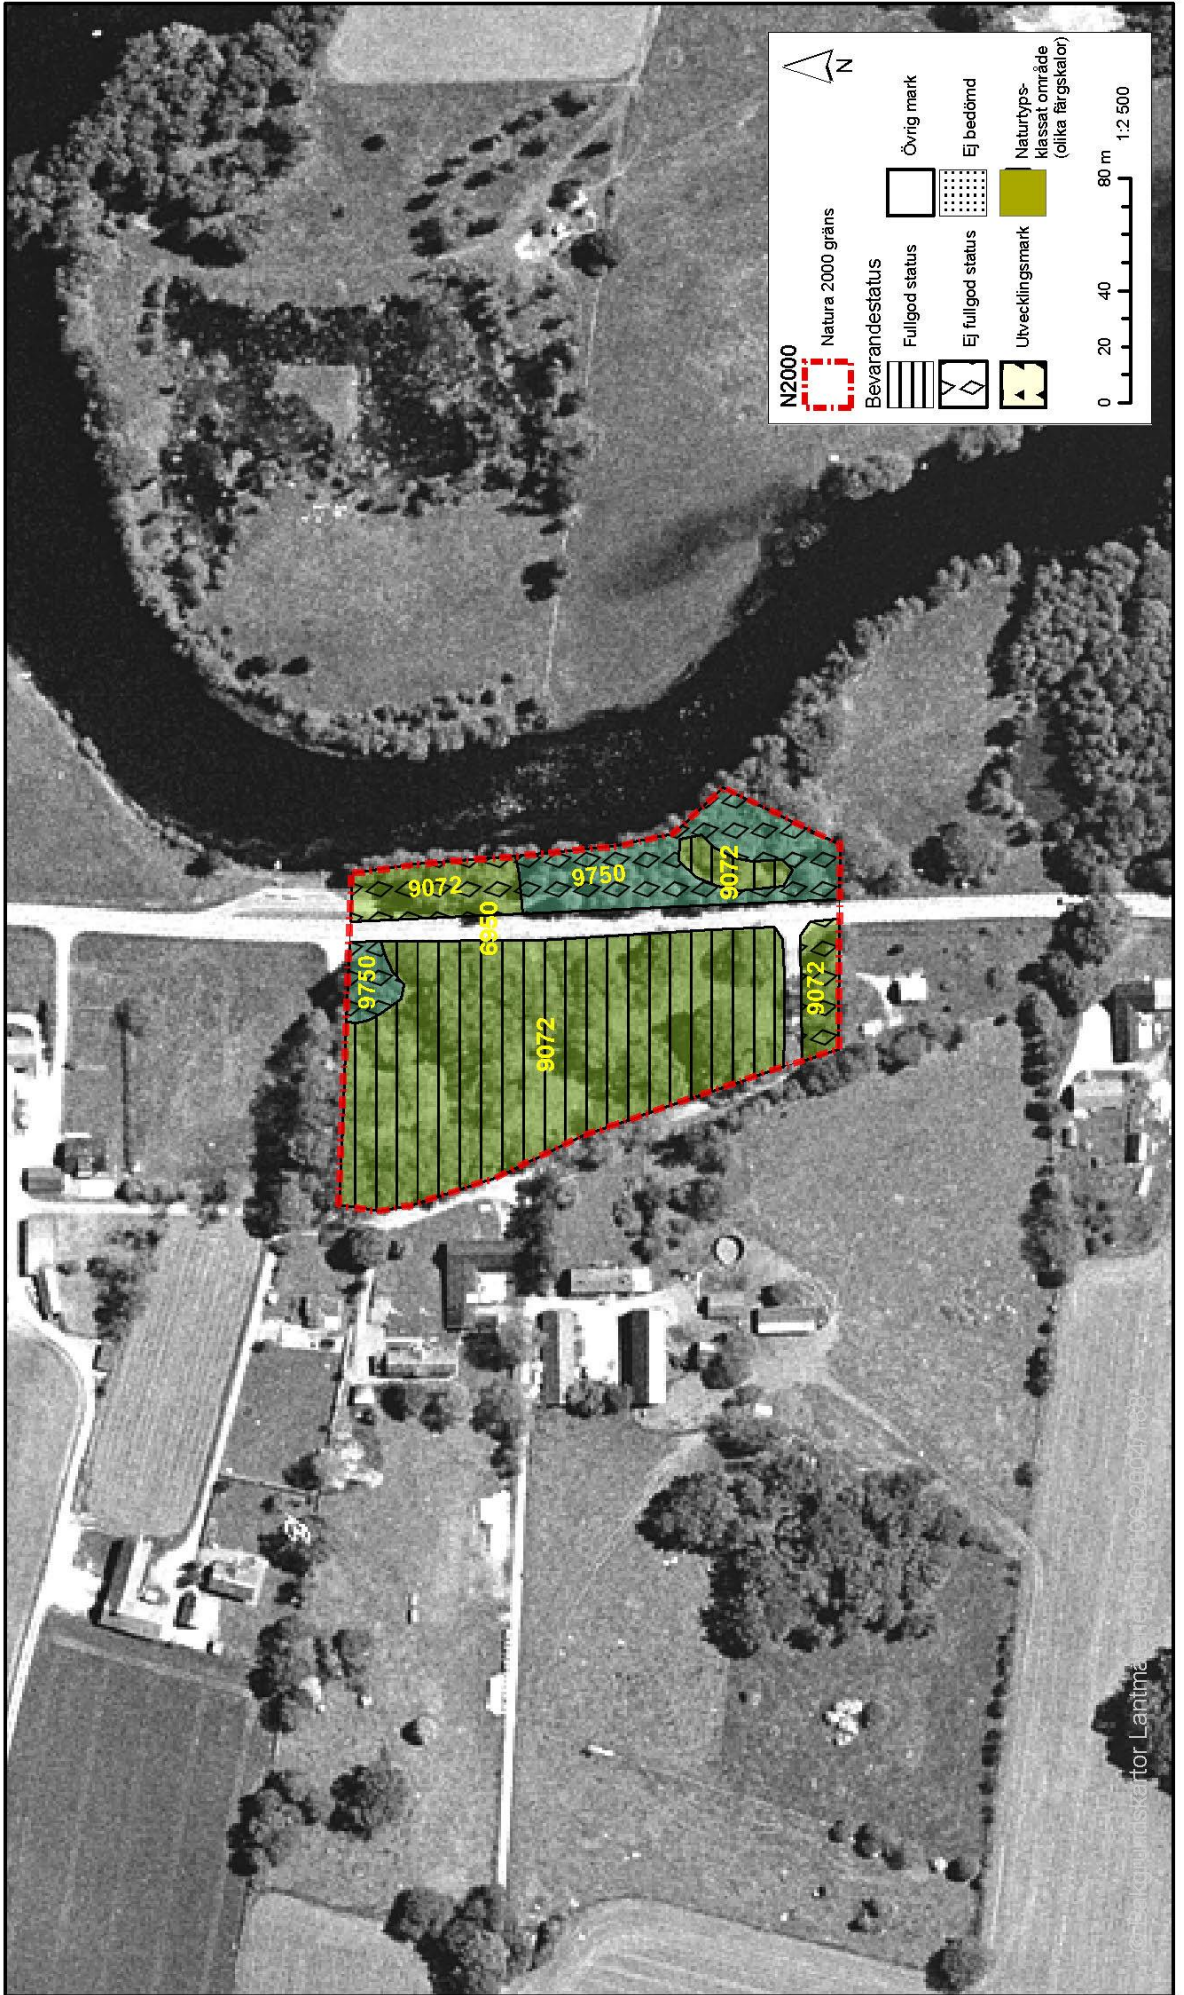 N2000
Natura 2000 gräns
Bevarandestatus
Fullgod status
Ej fullgod status
Utvecklingsmark
Övrig mark
Ej bedömd
Naturtyps-
klassat område
(olika färgskalor)
N
0 20 40 80 m
1:2 500
9072
9750
9072
6950
9750
9072
9072